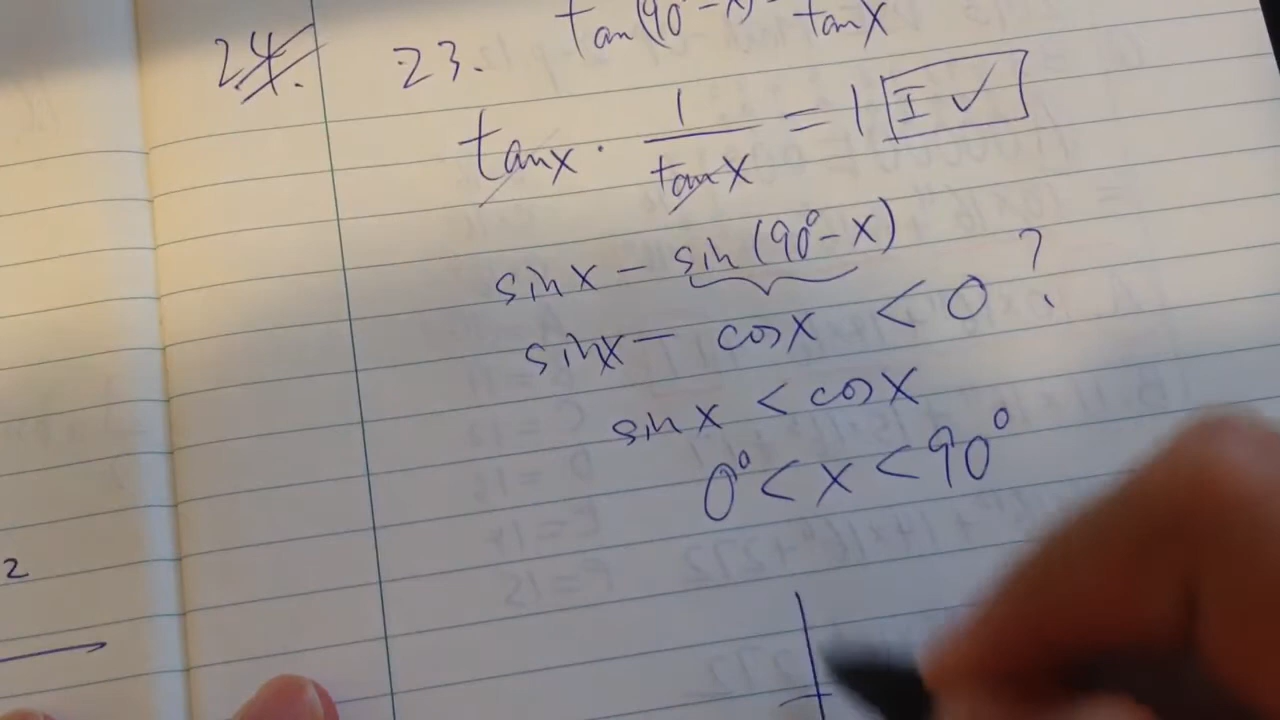 tan(90°-x) = tanx
24. 23.
tanx · 1/tanx = 1 I ✓
sinx - sin(90°-x)
sinx - cosx < 0 ?
sinx < cosx
0° < x < 90°
2